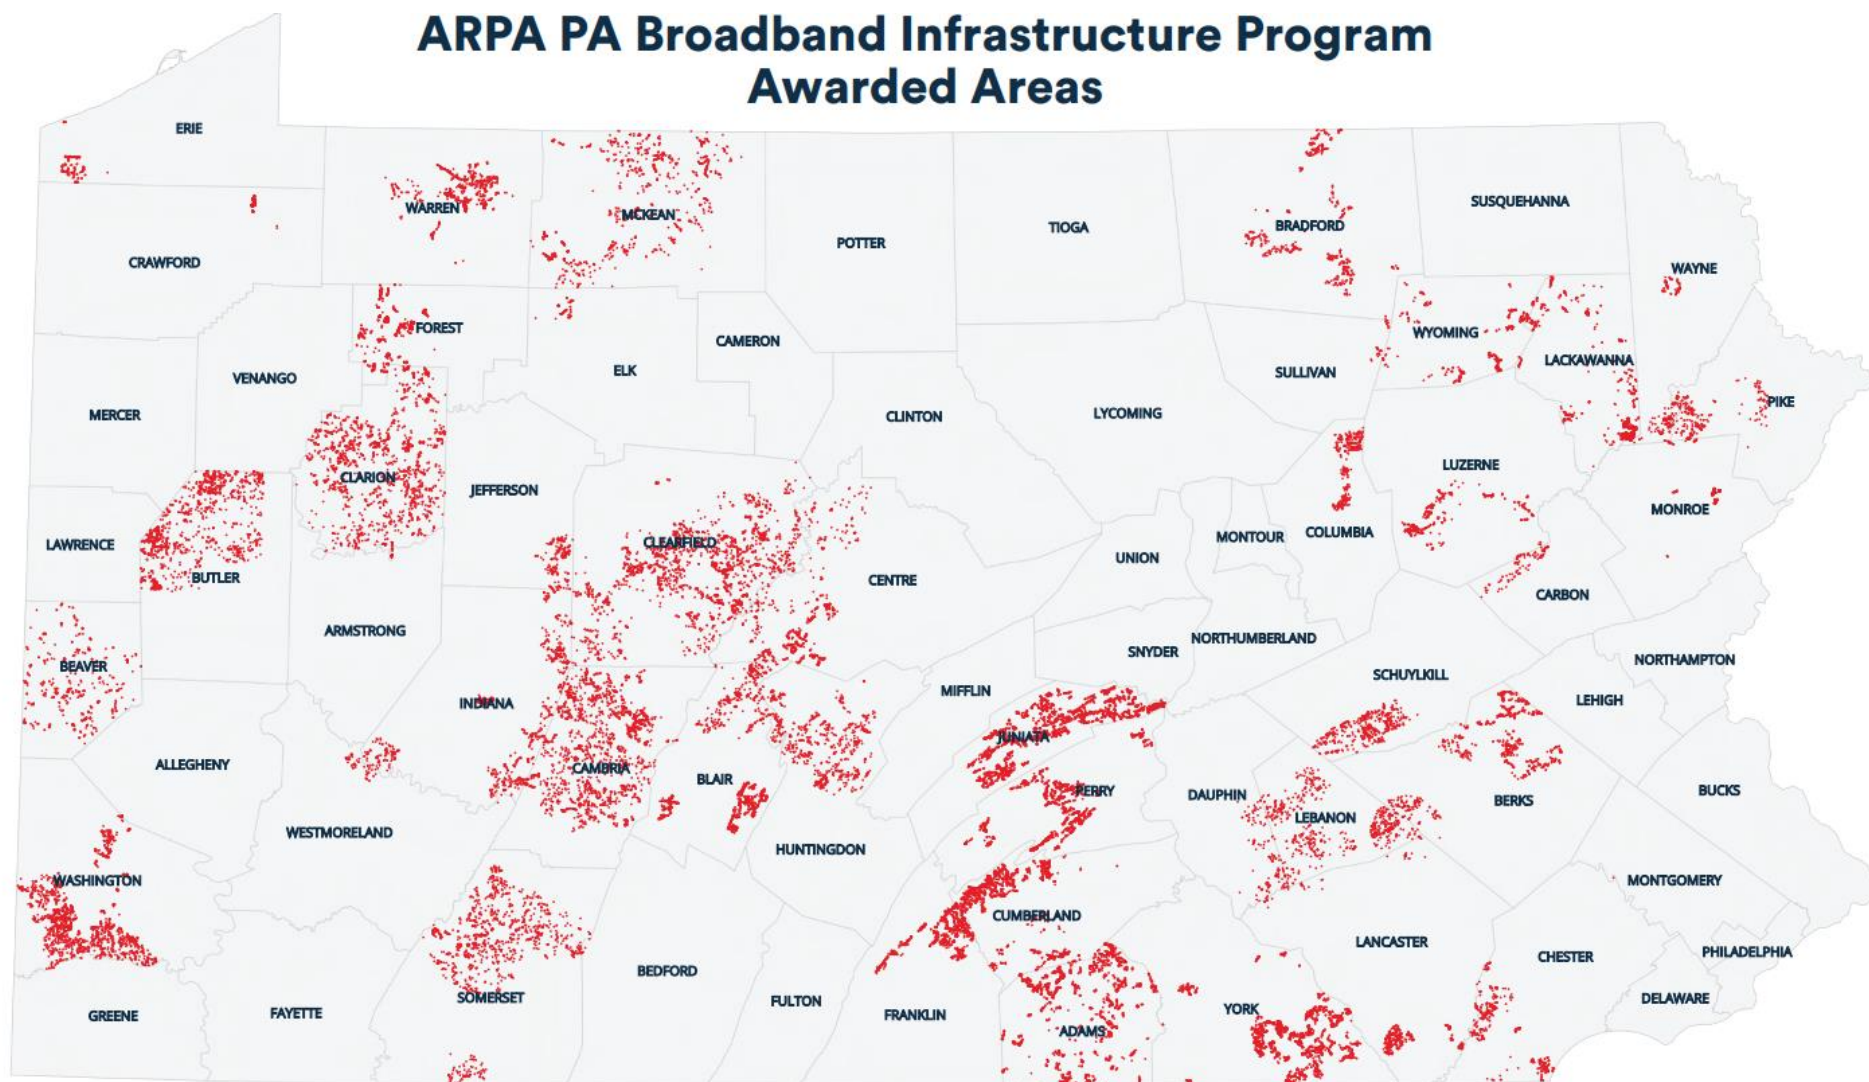 ARPA PA Broadband Infrastructure Program
Awarded Areas
ERIE
WARREN
MCKEAN
SUSQUEHANNA
BRADFORD
TIOGA
POTTER
CRAWFORD
WAYNE
FOREST
WYOMING
CAMERON
LACKAWANNA
ELK
SULLIVAN
VENANGO
PIKE
MERCER
LYCOMING
CLINTON
LUZERNE
CLARION
JEFFERSON
MONROE
COLUMBIA
MONTOUR
CLEARFIELD
LAWRENCE
UNION
BUTLER
CENTRE
CARBON
ARMSTRONG
NORTHUMBERLAND
SNYDER
NORTHAMPTON
BEAVER
SCHUYLKILL
MIFFLIN
LEHIGH
INDIANA
JUNIATA
ALLEGHENY
CAMBRIA
BLAIR
PERRY
BUCKS
DAUPHIN
BERKS
LEBANON
WESTMORELAND
HUNTINGDON
WASHINGTON
MONTGOMERY
CUMBERLAND
LANCASTER
PHILADELPHIA
CHESTER
BEDFORD
SOMERSET
DELAWARE
FULTON
YORK
FAYETTE
GREENE
FRANKLIN
ADAMS